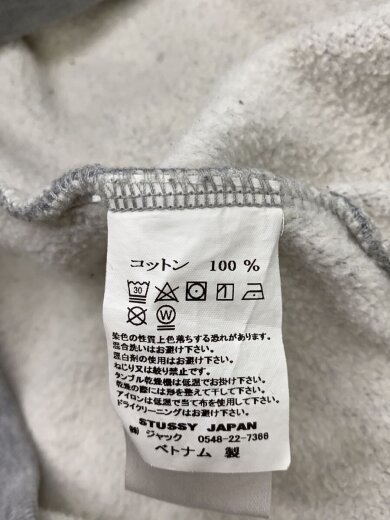 コットン 100 %
30
W
染色の性質上色落ちする恐れがあります。
混合洗いはお避け下さい。
漂白剤の使用はお避け下さい。
ねじり又は絞り禁止です。
タンブル乾燥機は低温でお掛け下さい。
乾燥の際には形を整えて干して下さい。
アイロンは低温で当て布を使用して下さい。
ドライクリーニングはお避け下さい。
STUSSY JAPAN
㈱ ジャック 0548-22-7366
ベトナム 製